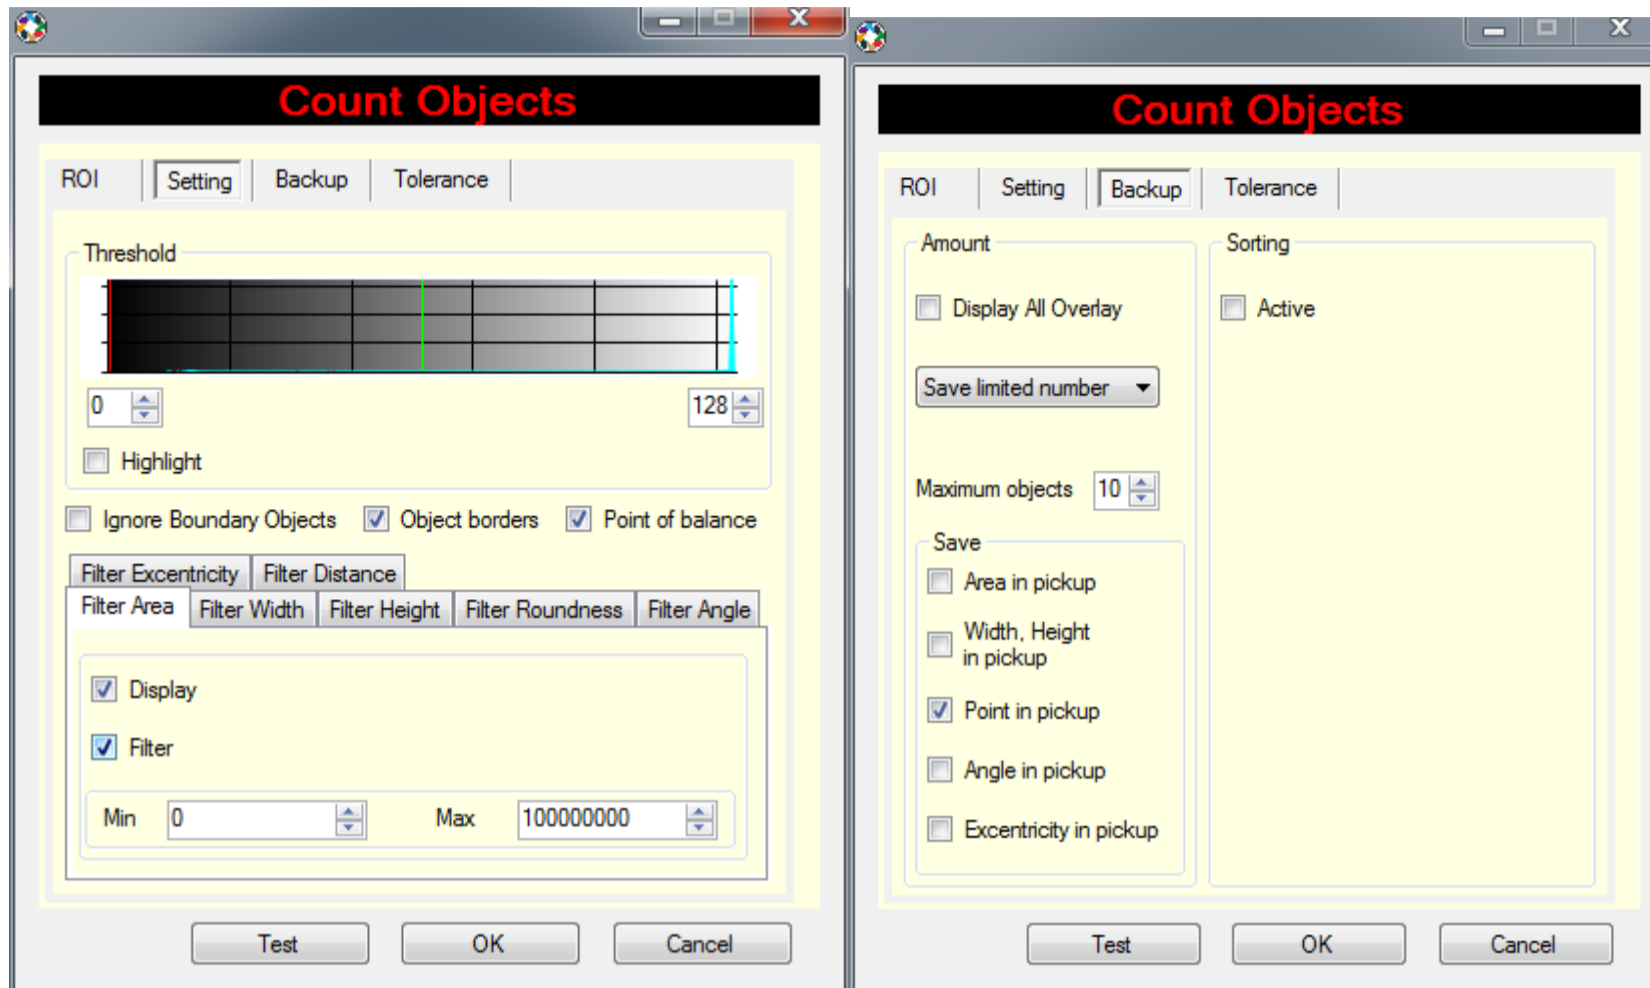 Count Objects
ROI Setting Backup Tolerance
Threshold
0 128
Highlight
Ignore Boundary Objects Object borders Point of balance
Filter Excentricity Filter Distance
Filter Area Filter Width Filter Height Filter Roundness Filter Angle
Display
Filter
Min 0 Max 100000000
Test OK Cancel
Count Objects
ROI Setting Backup Tolerance
Amount Sorting
Display All Overlay Active
Save limited number
Maximum objects 10
Save
Area in pickup
Width, Height
in pickup
Point in pickup
Angle in pickup
Excentricity in pickup
Test OK Cancel